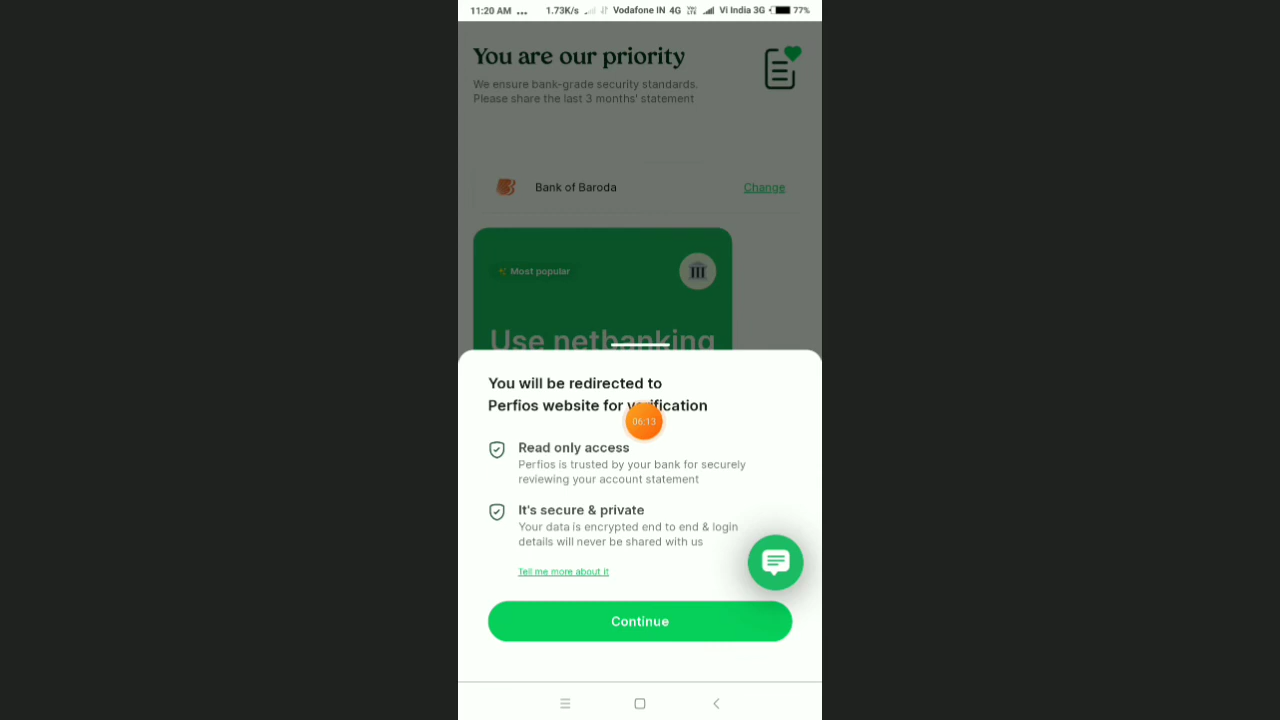 11:20 AM ... 1.73K/s Vodafone IN 4G VoLTE Vi India 3G 77%
You are our priority
We ensure bank-grade security standards.
Please share the last 3 months' statement
Bank of Baroda Change
Most popular
Use netbanking
You will be redirected to
Perfios website for verification
06:13
Read only access
Perfios is trusted by your bank for securely
reviewing your account statement
It's secure & private
Your data is encrypted end to end & login
details will never be shared with us
Tell me more about it
Continue